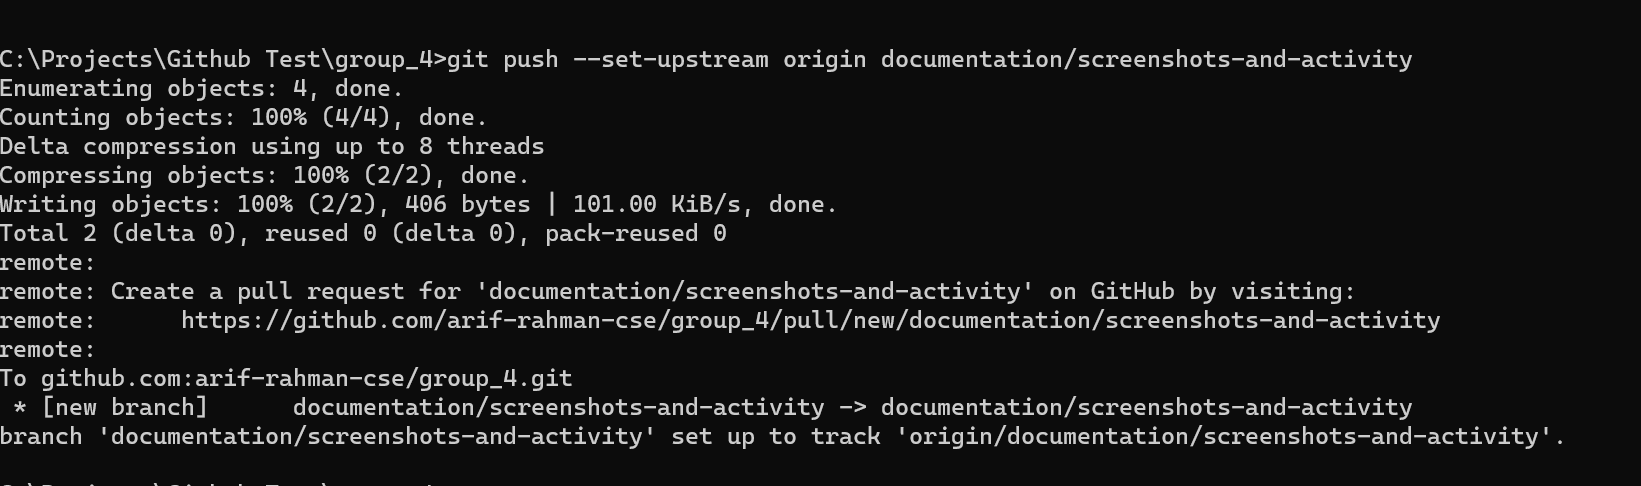 C:\Projects\Github Test\group_4>git push --set-upstream origin documentation/screenshots-and-activity
Enumerating objects: 4, done.
Counting objects: 100% (4/4), done.
Delta compression using up to 8 threads
Compressing objects: 100% (2/2), done.
Writing objects: 100% (2/2), 406 bytes | 101.00 KiB/s, done.
Total 2 (delta 0), reused 0 (delta 0), pack-reused 0
remote:
remote: Create a pull request for 'documentation/screenshots-and-activity' on GitHub by visiting:
remote:      https://github.com/arif-rahman-cse/group_4/pull/new/documentation/screenshots-and-activity
remote:
To github.com:arif-rahman-cse/group_4.git
 * [new branch]      documentation/screenshots-and-activity -> documentation/screenshots-and-activity
branch 'documentation/screenshots-and-activity' set up to track 'origin/documentation/screenshots-and-activity'.